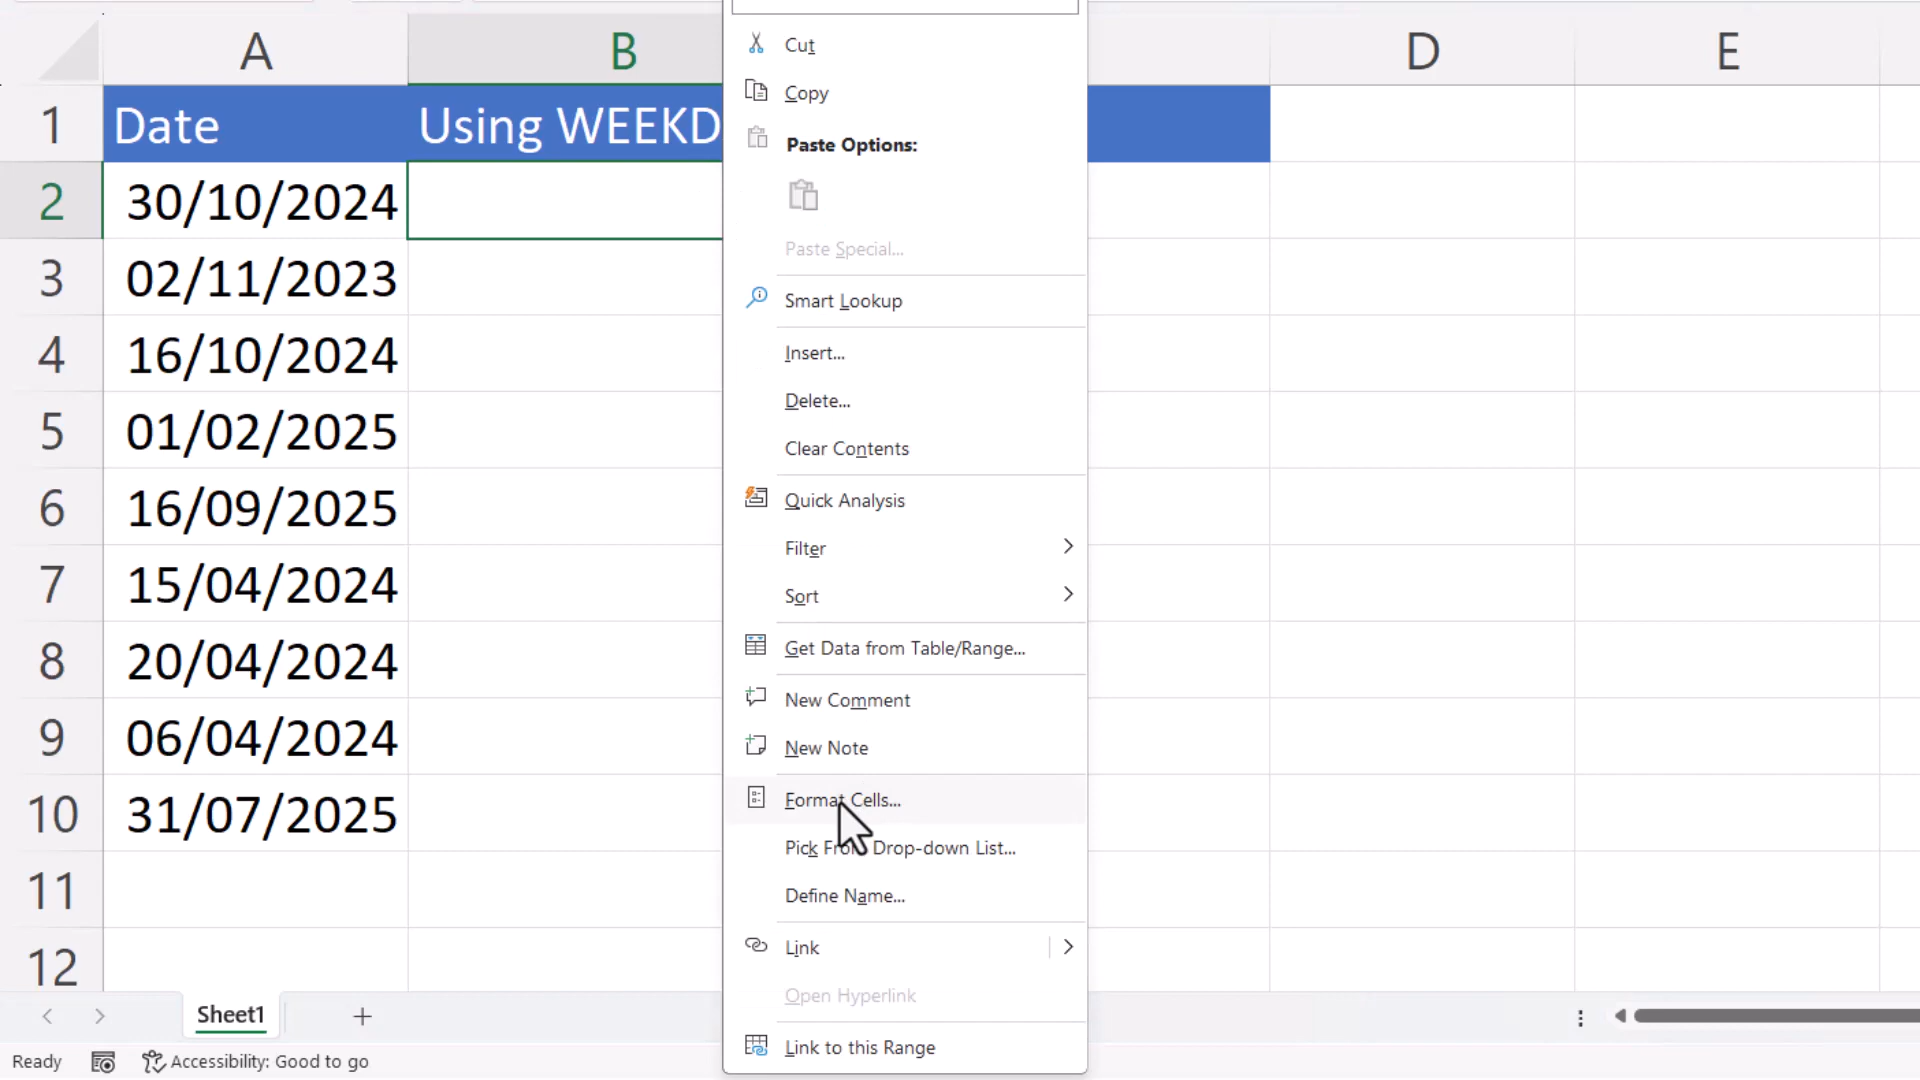 A B D E
1 Date Using WEEKD
2 30/10/2024
3 02/11/2023
4 16/10/2024
5 01/02/2025
6 16/09/2025
7 15/04/2024
8 20/04/2024
9 06/04/2024
10 31/07/2025
11
12
Cut
Copy
Paste Options:
Paste Special...
Smart Lookup
Insert...
Delete...
Clear Contents
Quick Analysis
Filter
Sort
Get Data from Table/Range...
New Comment
New Note
Format Cells...
Pick From Drop-down List...
Define Name...
Link
Open Hyperlink
Link to this Range
Sheet1
Ready Accessibility: Good to go